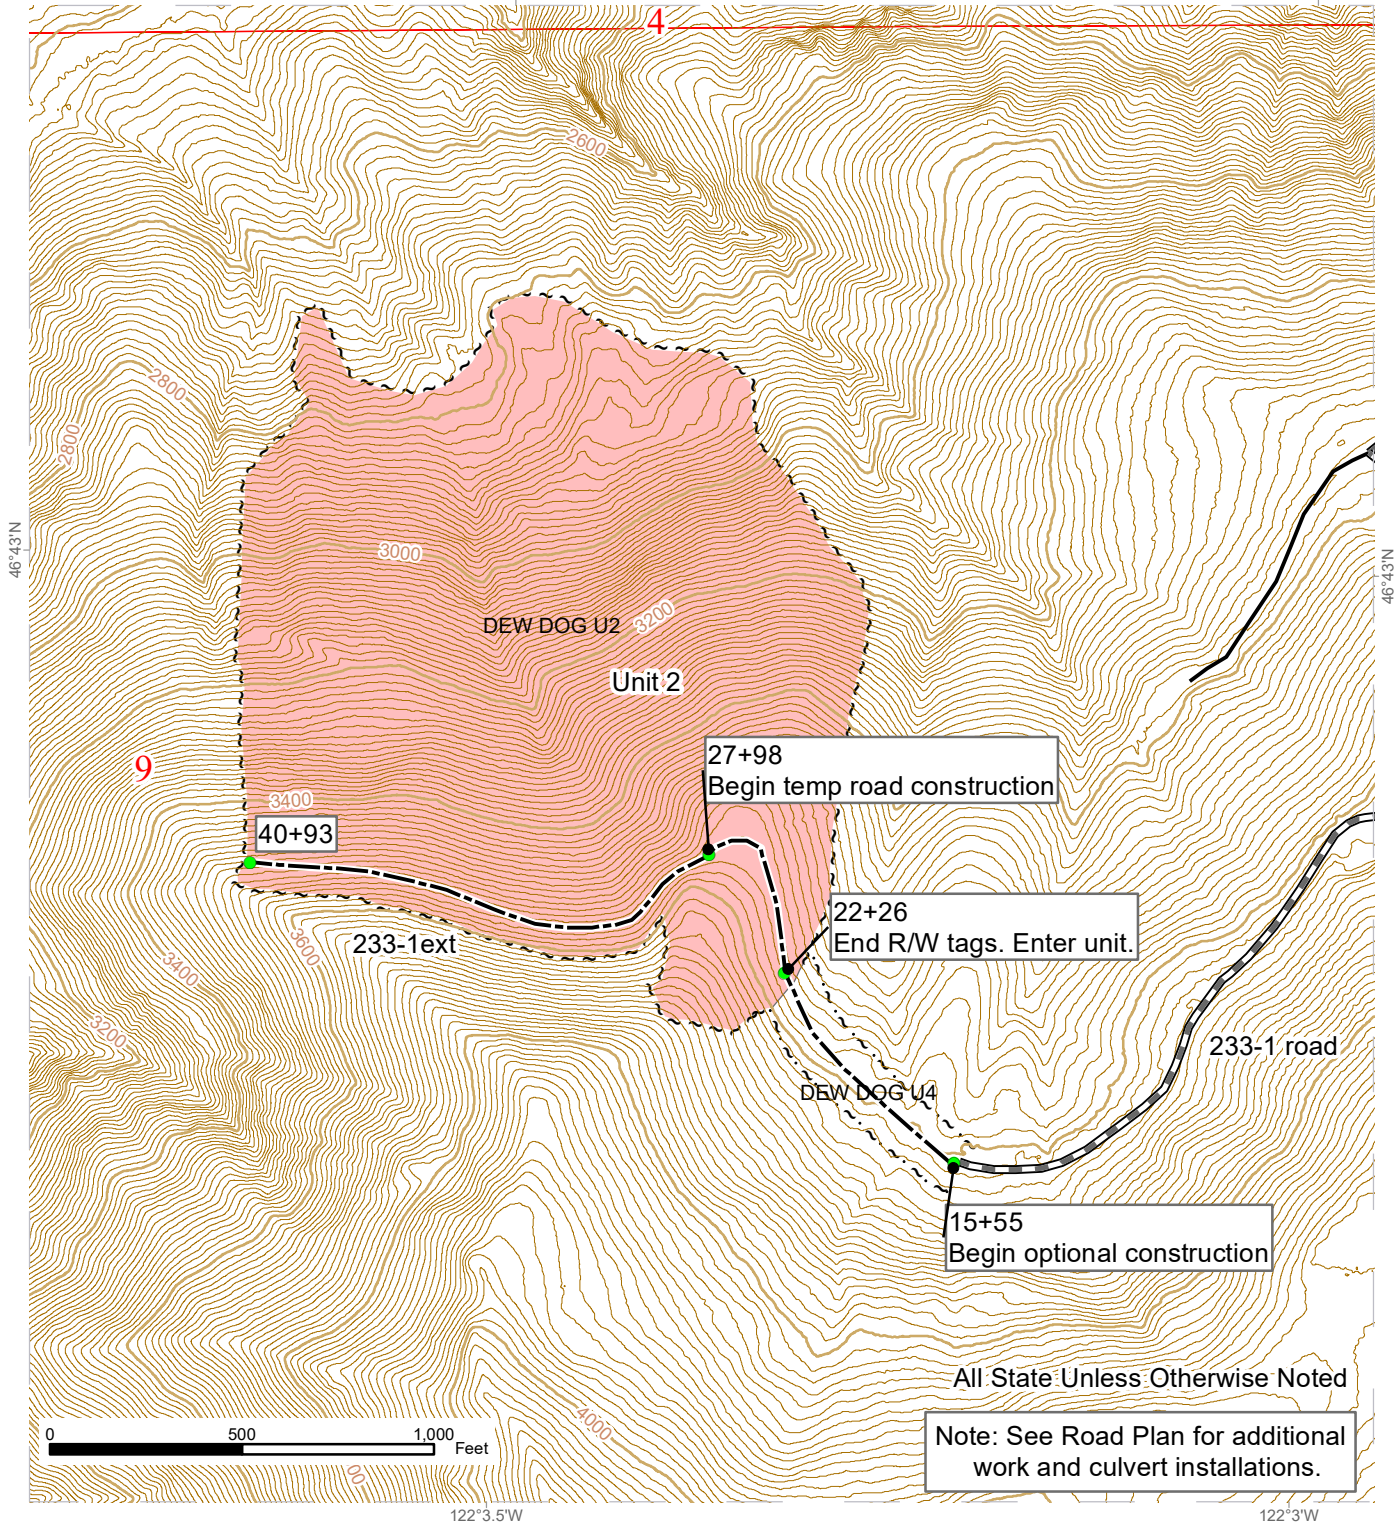 4
2600
2800
2800
46°43'N
46°43'N
3000
DEW DOG U2
3200
Unit 2
9
27+98
Begin temp road construction
3400
40+93
22+26
End R/W tags. Enter unit.
233-1ext
3600
3400
3200
233-1 road
DEW DOG U4
15+55
Begin optional construction
All State Unless Otherwise Noted
4000
0 500 1,000 Feet
Note: See Road Plan for additional
work and culvert installations.
00
122°3.5'W
122°3'W